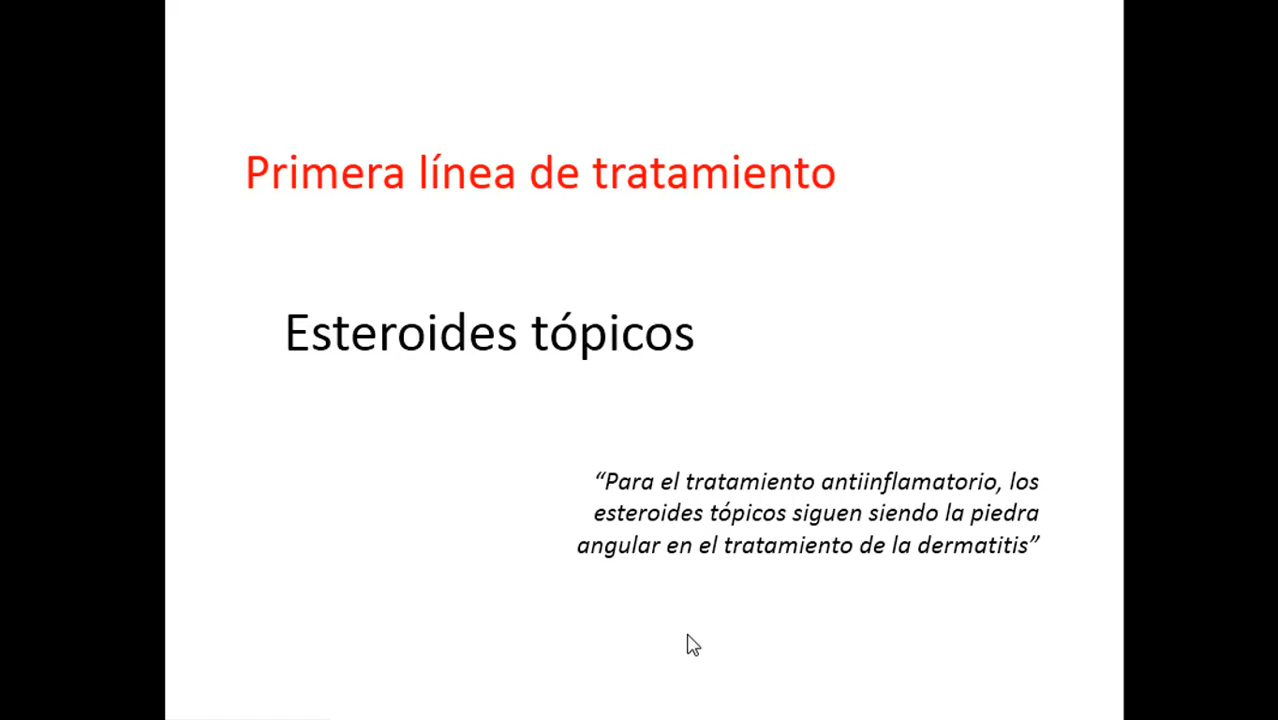 Primera línea de tratamiento
Esteroides tópicos
“Para el tratamiento antiinflamatorio, los
esteroides tópicos siguen siendo la piedra
angular en el tratamiento de la dermatitis”